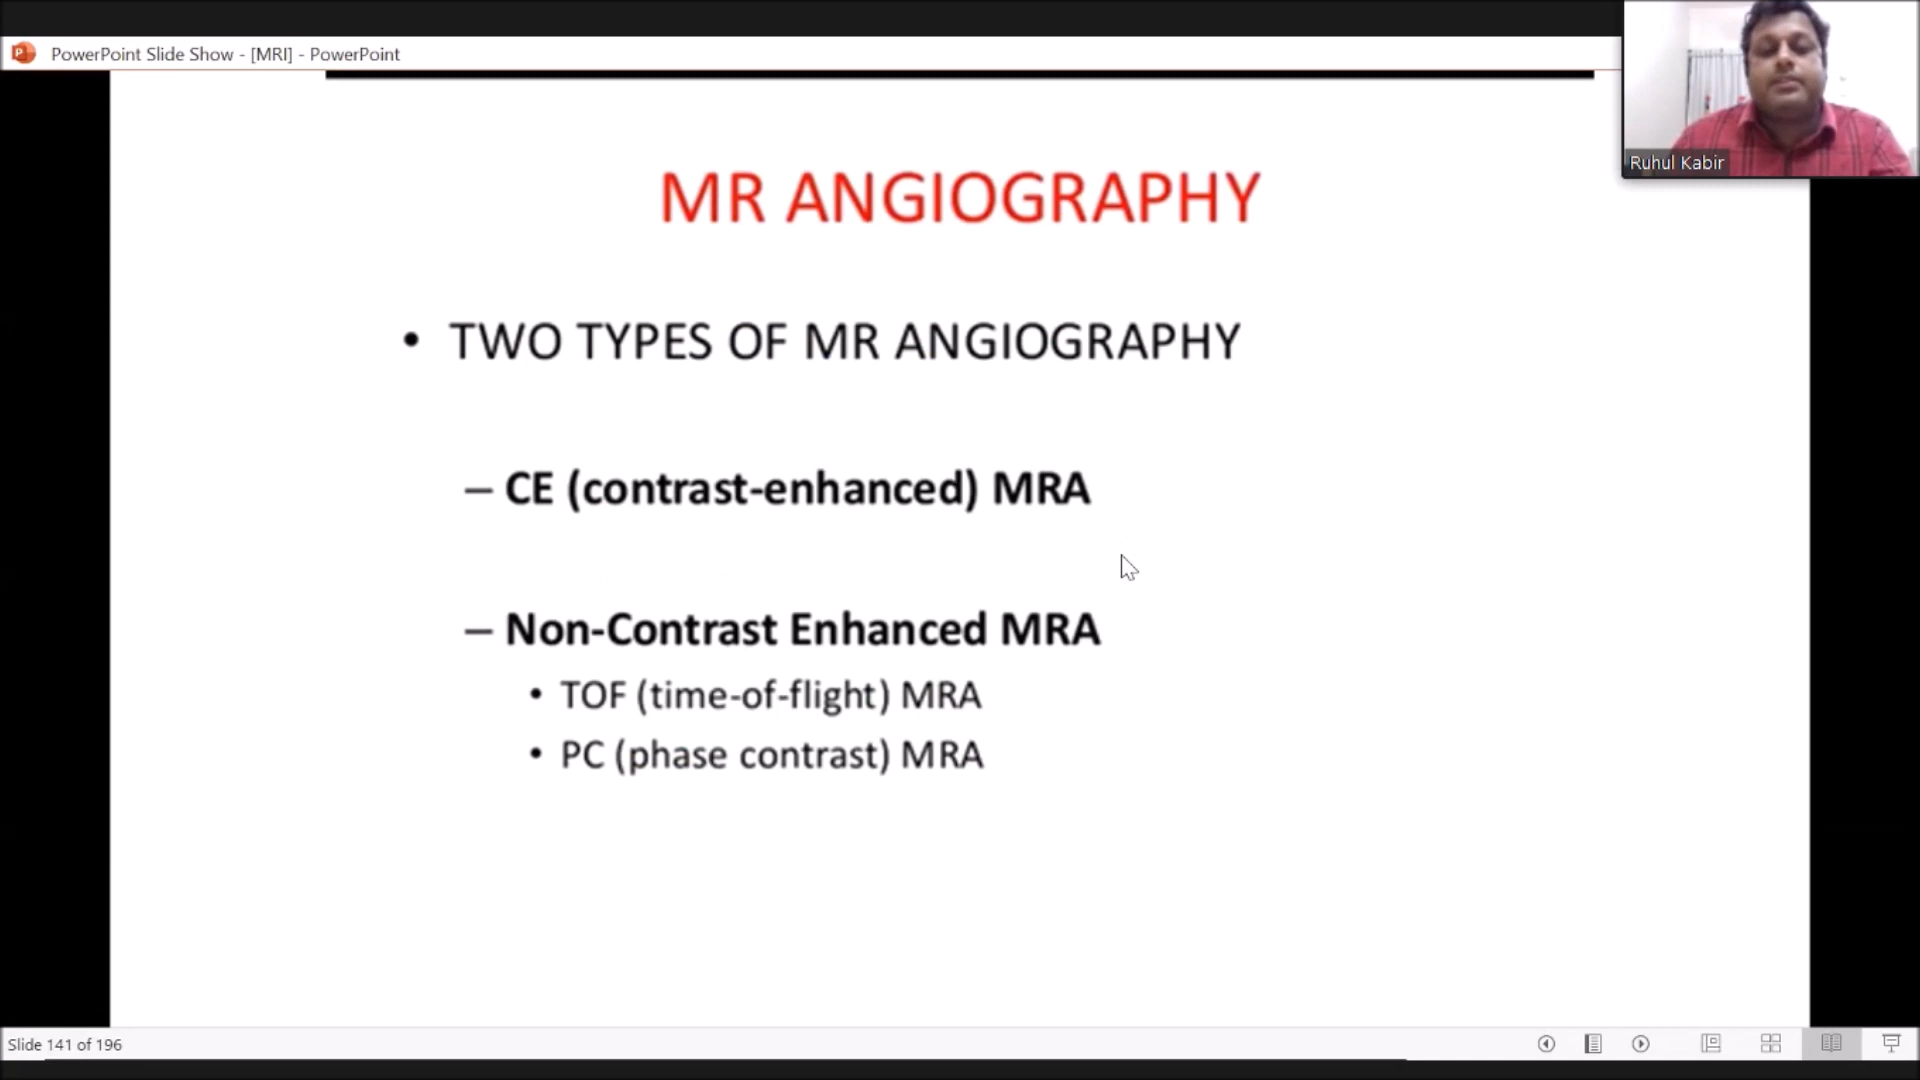 PowerPoint Slide Show - [MRI] - PowerPoint
Ruhul Kabir
MR ANGIOGRAPHY
• TWO TYPES OF MR ANGIOGRAPHY
– CE (contrast-enhanced) MRA
– Non-Contrast Enhanced MRA
• TOF (time-of-flight) MRA
• PC (phase contrast) MRA
Slide 141 of 196